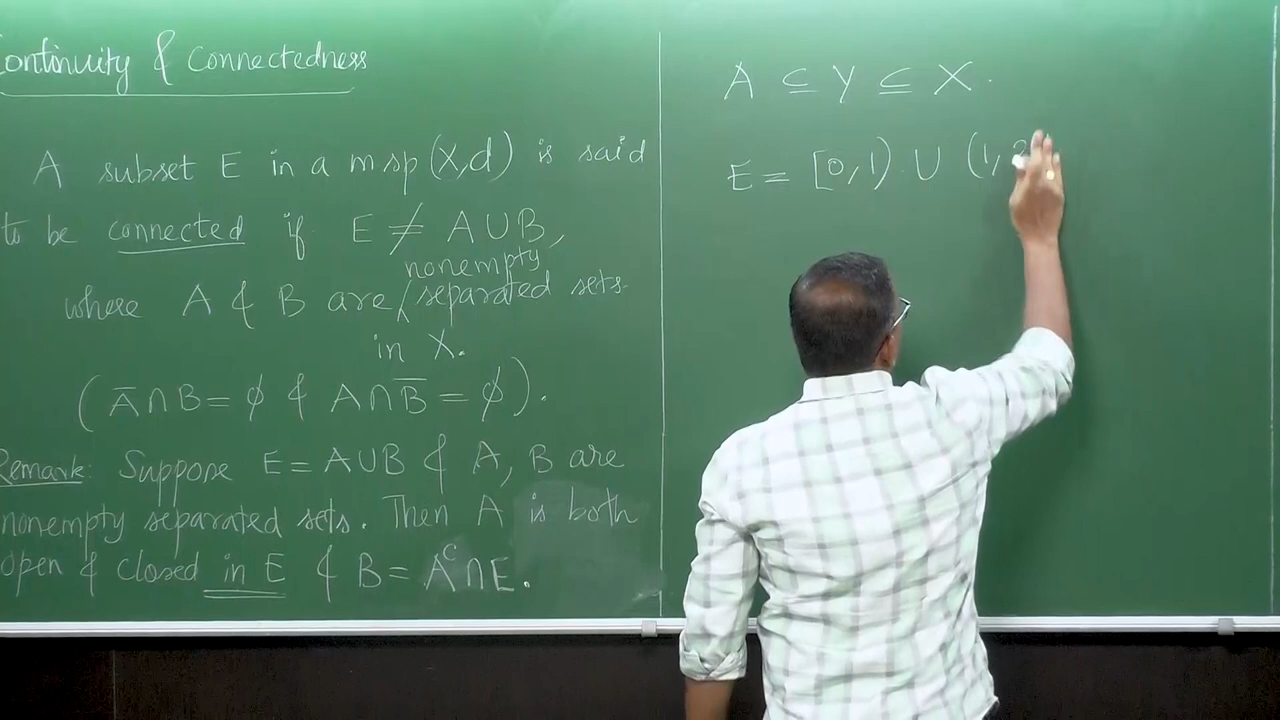 Continuity & Connectedness
A subset E in a m sp (X,d) is said
to be connected if E ≠ A∪B,
nonempty
where A & B are / separated sets
in X.
(A̅∩B = ϕ & A∩B̅ = ϕ).
Remark: Suppose E = A∪B & A, B are
nonempty separated sets. Then A is both
open & closed in E & B = Aᶜ∩E.
A ⊆ Y ⊆ X.
E = [0,1) ∪ (1,